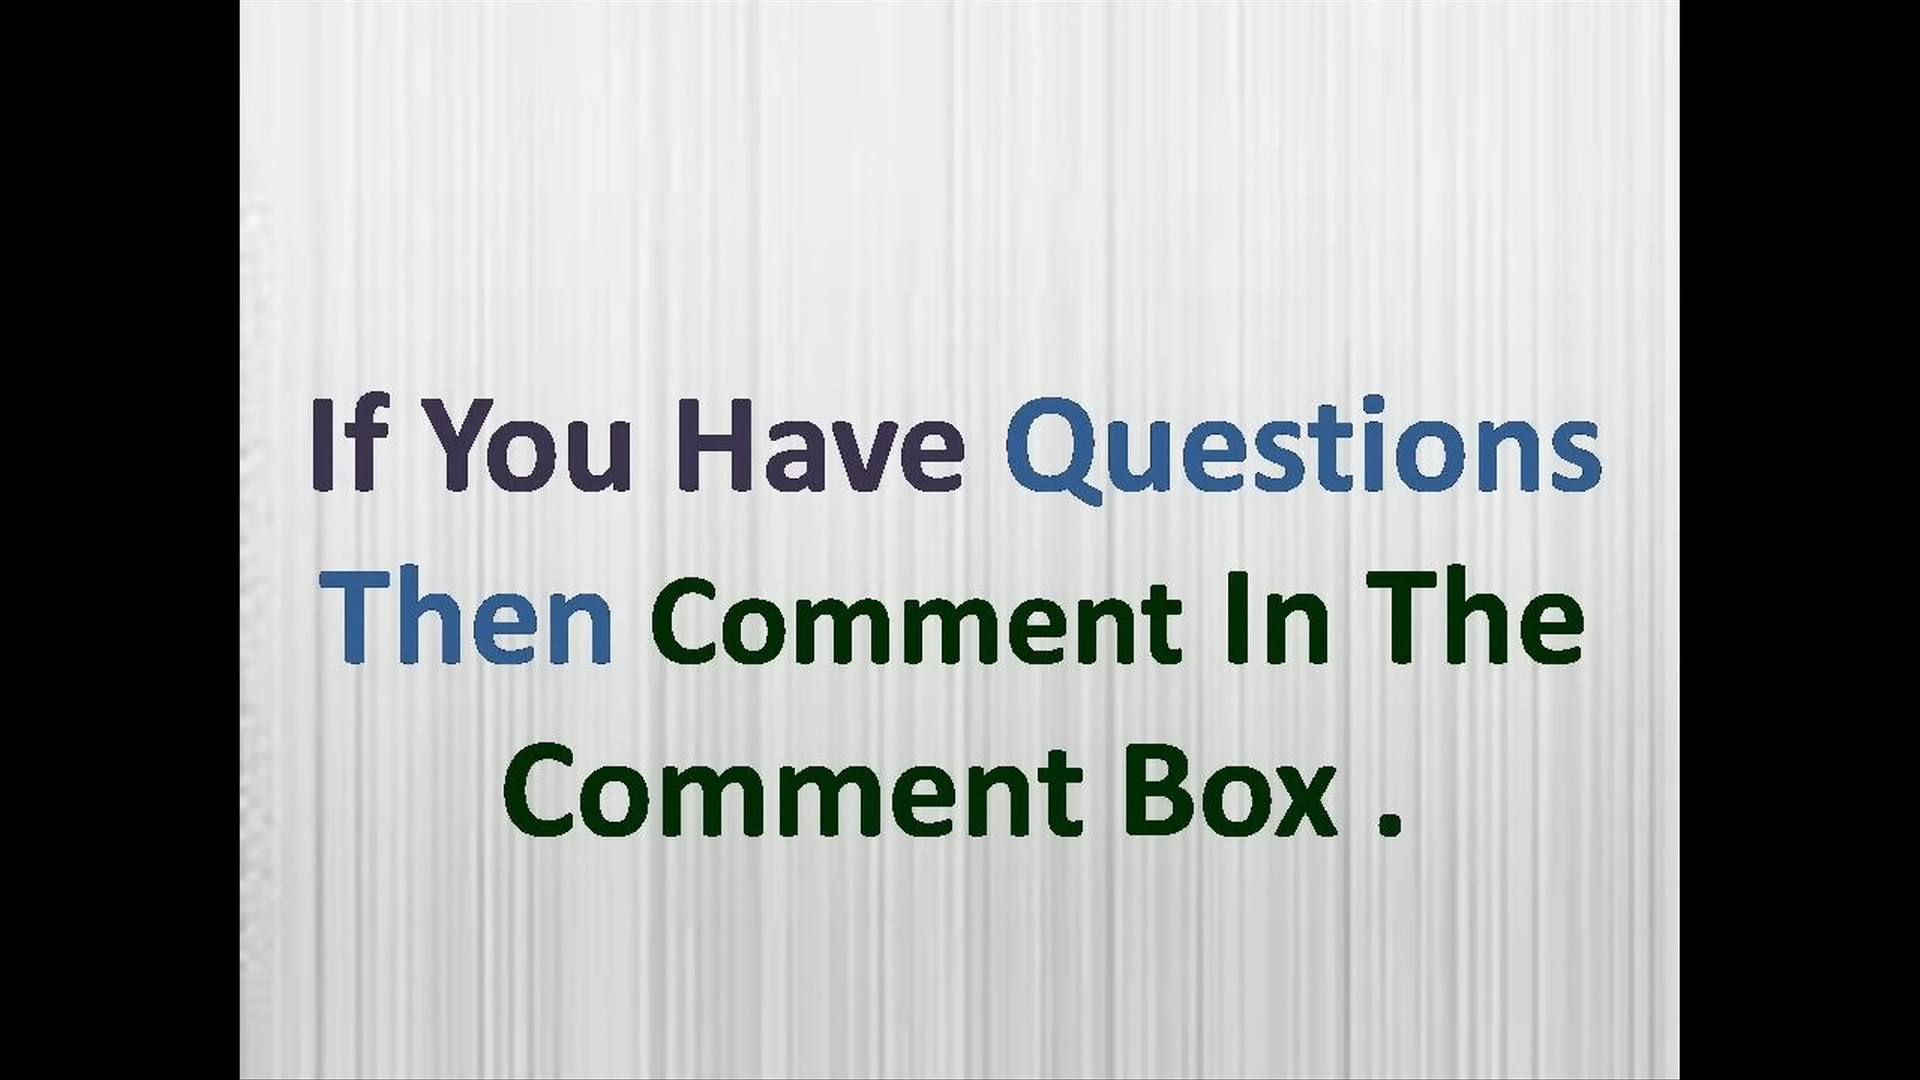 If You Have Questions
Then Comment In The
Comment Box .